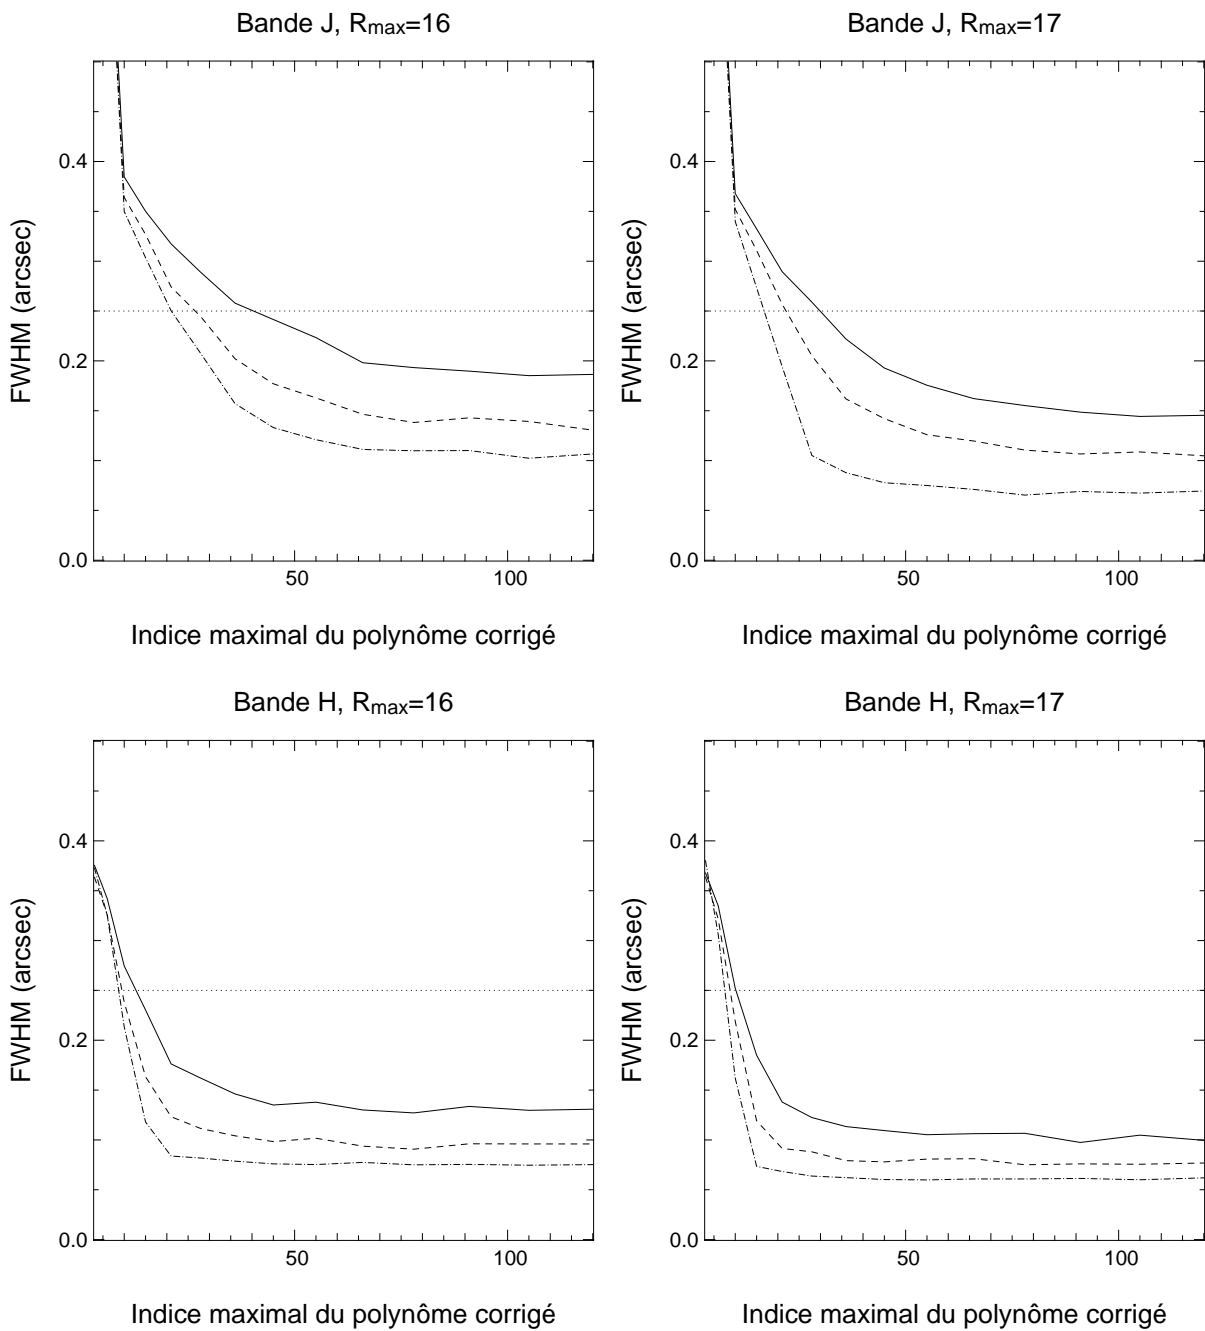 Bande J, Rmax=16
FWHM (arcsec)
0.4
0.2
0.0
50 100
Indice maximal du polynôme corrigé
Bande J, Rmax=17
FWHM (arcsec)
0.4
0.2
0.0
50 100
Indice maximal du polynôme corrigé
Bande H, Rmax=16
FWHM (arcsec)
0.4
0.2
0.0
50 100
Indice maximal du polynôme corrigé
Bande H, Rmax=17
FWHM (arcsec)
0.4
0.2
0.0
50 100
Indice maximal du polynôme corrigé